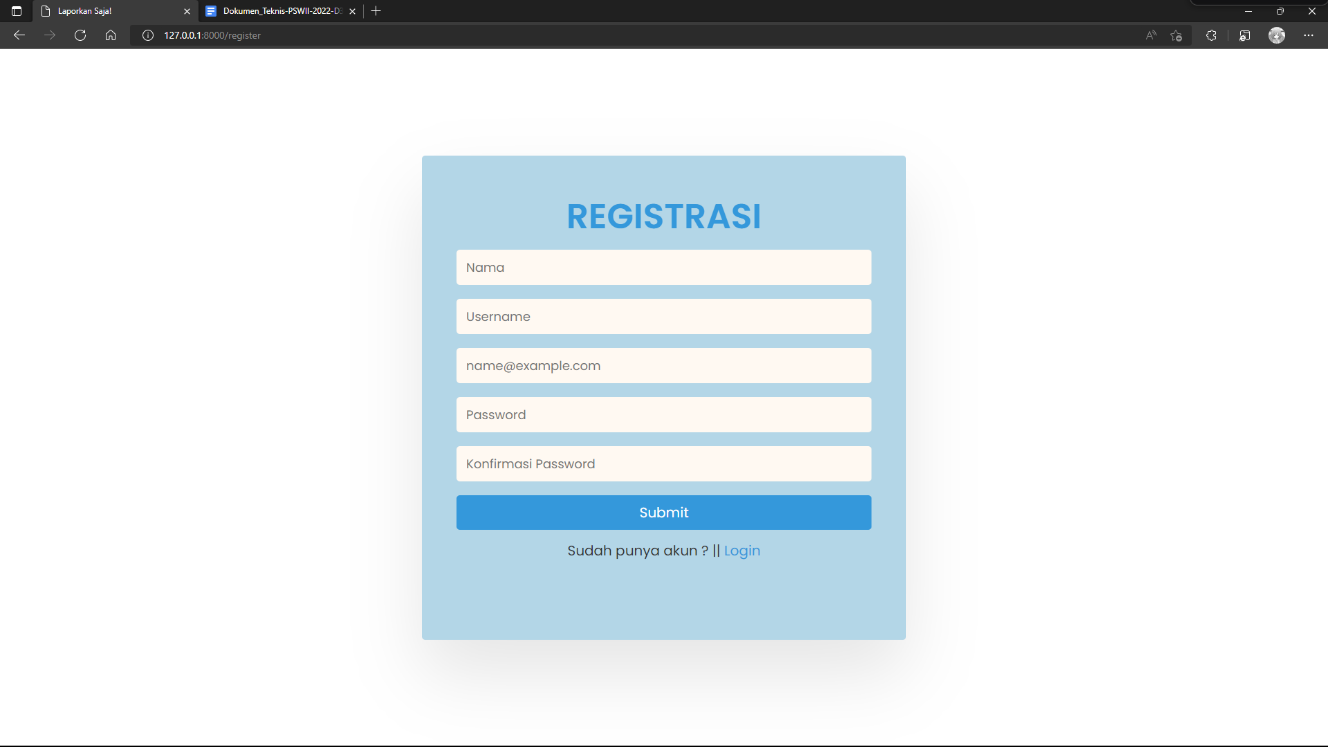 Laporkan Saja!
Dokumen_Teknis-PSWII-2022-D
127.0.0.1:8000/register
REGISTRASI
Nama
Username
name@example.com
Password
Konfirmasi Password
Submit
Sudah punya akun ? || Login